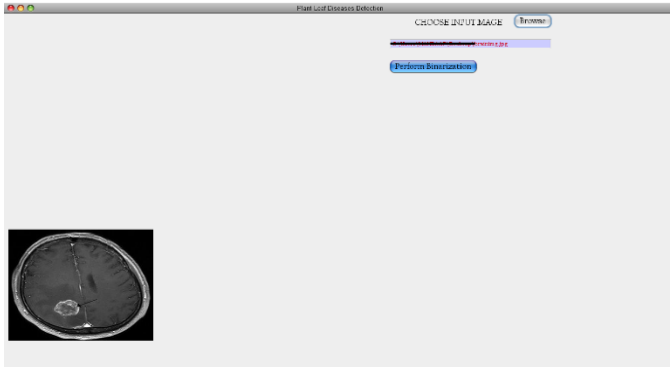 Plant Leaf Diseases Detection
CHOOSE INPUT IMAGE
Browse
Perform Binarization